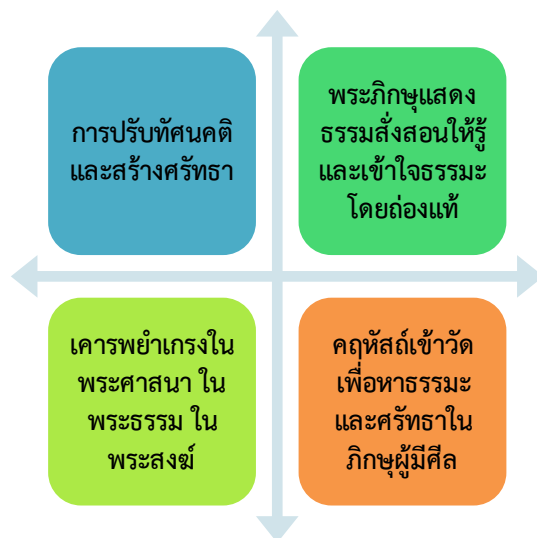 การปรับทัศนคติ
และสร้างศรัทธา
พระภิกษุแสดง
ธรรมสั่งสอนให้รู้
และเข้าใจธรรมะ
โดยถ่องแท้
เคารพยำเกรงใน
พระศาสนา ใน
พระธรรม ใน
พระสงฆ์
คฤหัสถ์เข้าวัด
เพื่อหาธรรมะ
และศรัทธาใน
ภิกษุผู้มีศีล